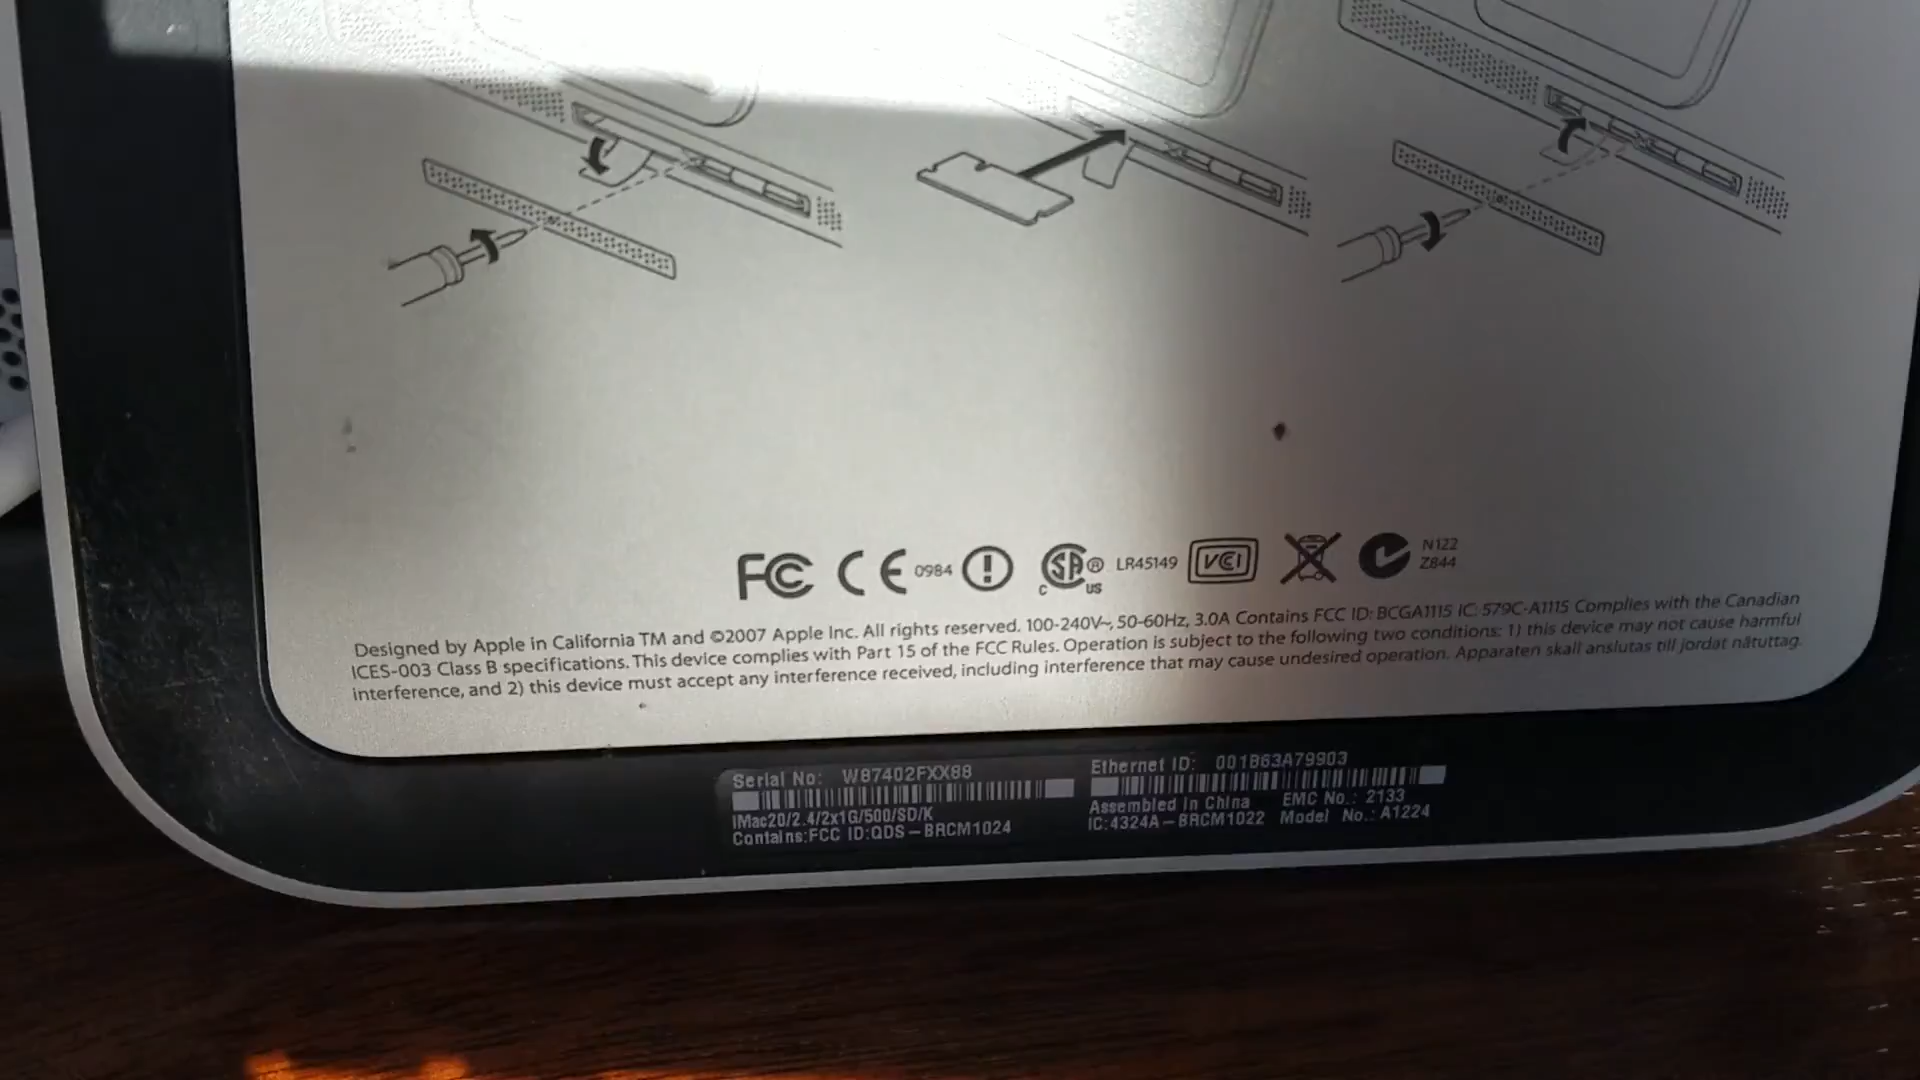 FC CE 0984 ! C SA ® US LR45149 VCI N122
Z844
Designed by Apple in California TM and ©2007 Apple Inc. All rights reserved. 100-240V~, 50-60Hz, 3.0A Contains FCC ID: BCGA1115 IC: 579C-A1115 Complies with the Canadian
ICES-003 Class B specifications. This device complies with Part 15 of the FCC Rules. Operation is subject to the following two conditions: 1) this device may not cause harmful
interference, and 2) this device must accept any interference received, including interference that may cause undesired operation. Apparaten skall anslutas till jordat nätuttag.
Serial No: W87402FXX88
iMac20/2.4/2x1G/500/SD/K
Contains:FCC ID:QDS-BRCM1024
Ethernet ID: 001B63A79903
Assembled in China EMC No.: 2133
IC:4324A-BRCM1022 Model No.: A1224